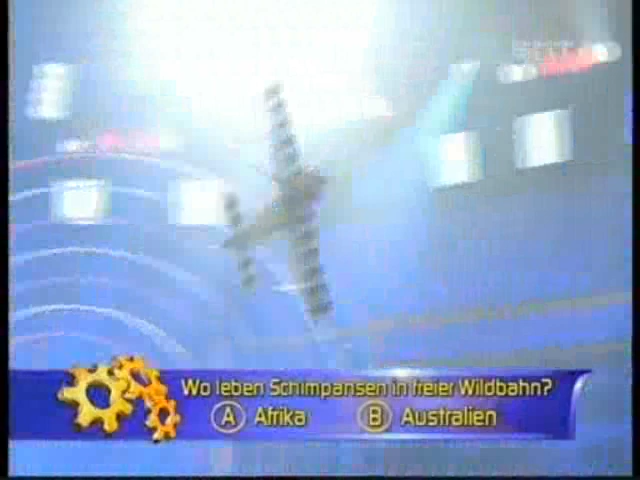 Wo leben Schimpansen in freier Wildbahn?
A Afrika B Australien